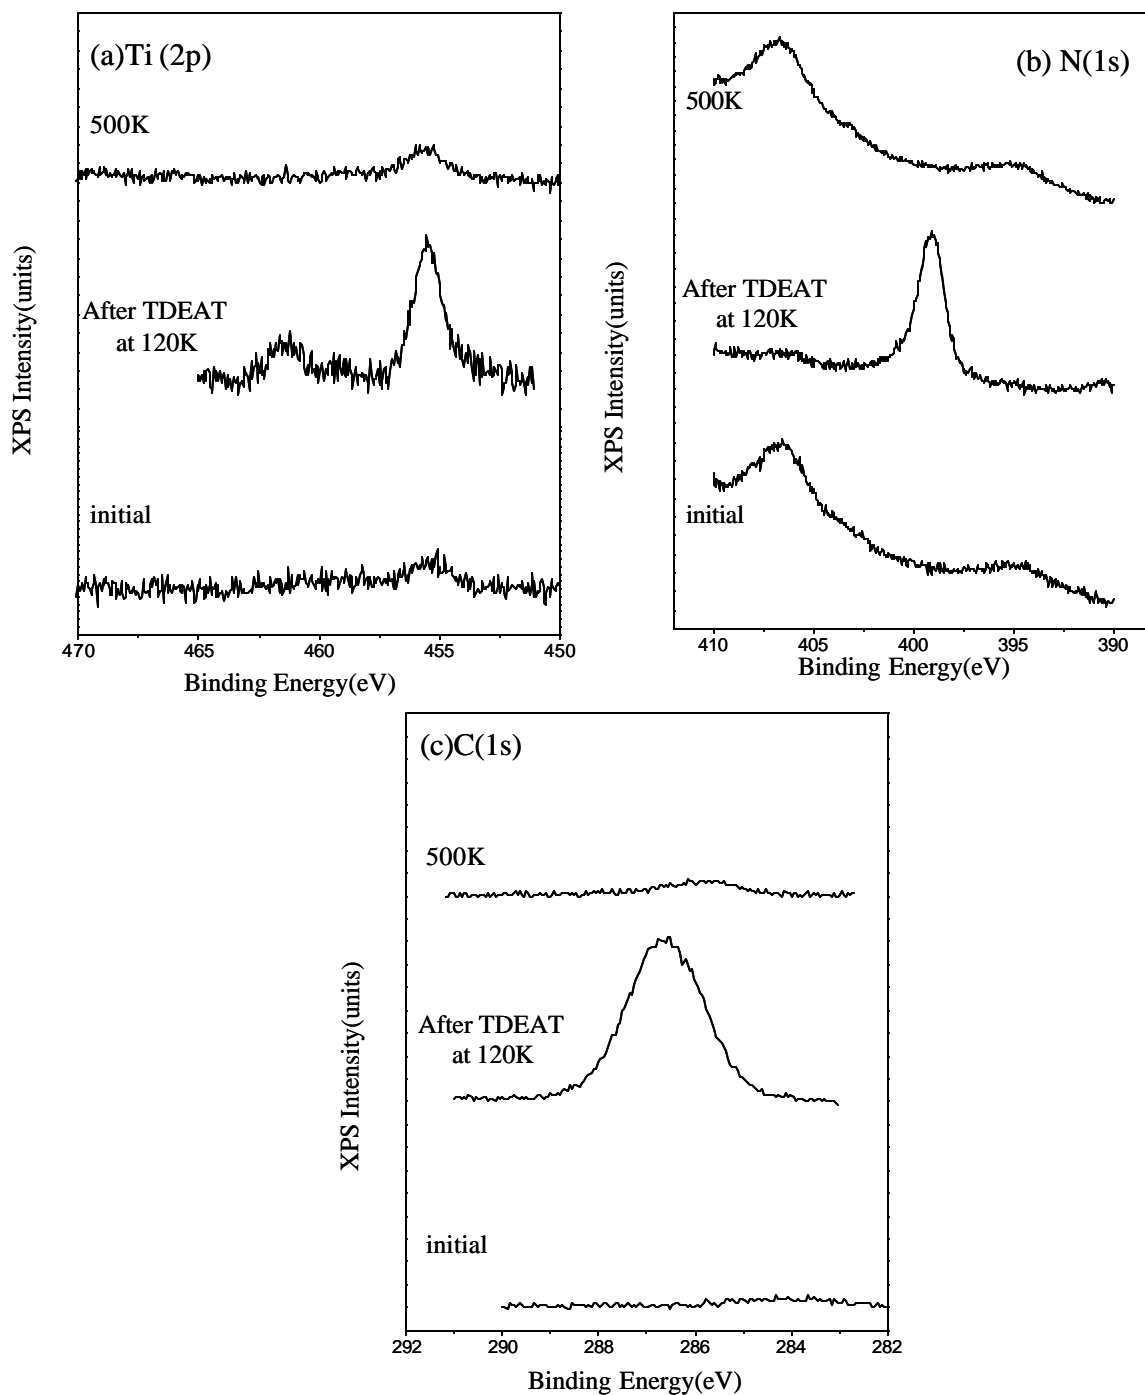 (a)Ti (2p)
500K
After TDEAT
at 120K
initial
XPS Intensity(units)
470 465 460 455 450
Binding Energy(eV)
(b) N(1s)
500K
After TDEAT
at 120K
initial
XPS Intensity(units)
410 405 400 395 390
Binding Energy(eV)
(c)C(1s)
500K
After TDEAT
at 120K
initial
XPS Intensity(units)
292 290 288 286 284 282
Binding Energy(eV)